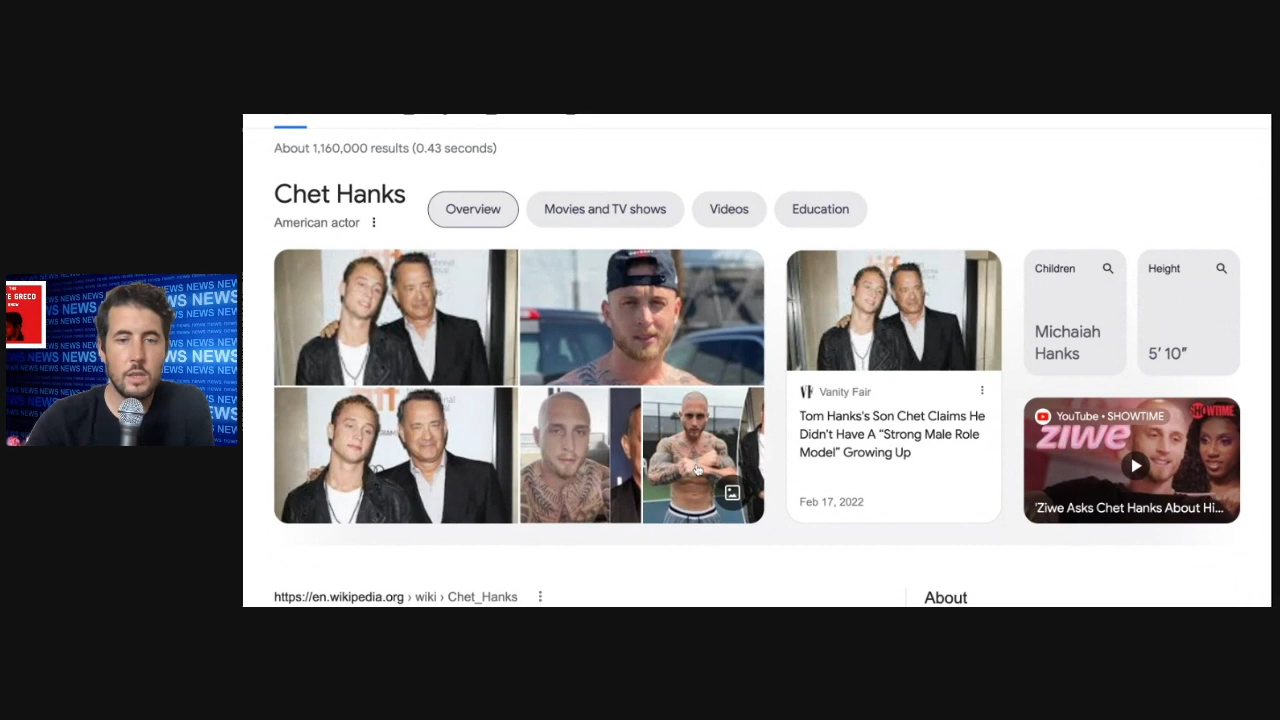 About 1,160,000 results (0.43 seconds)
Chet Hanks
American actor
Overview
Movies and TV shows
Videos
Education
Vanity Fair
Tom Hanks's Son Chet Claims He
Didn't Have A “Strong Male Role
Model” Growing Up
Feb 17, 2022
Children
Michaiah
Hanks
Height
5′ 10″
YouTube • SHOWTIME
SHOWTIME
ziwe
'Ziwe Asks Chet Hanks About Hi...
https://en.wikipedia.org › wiki › Chet_Hanks
About
THE
GRECO
NEWS NEWS NEWS
NEWS